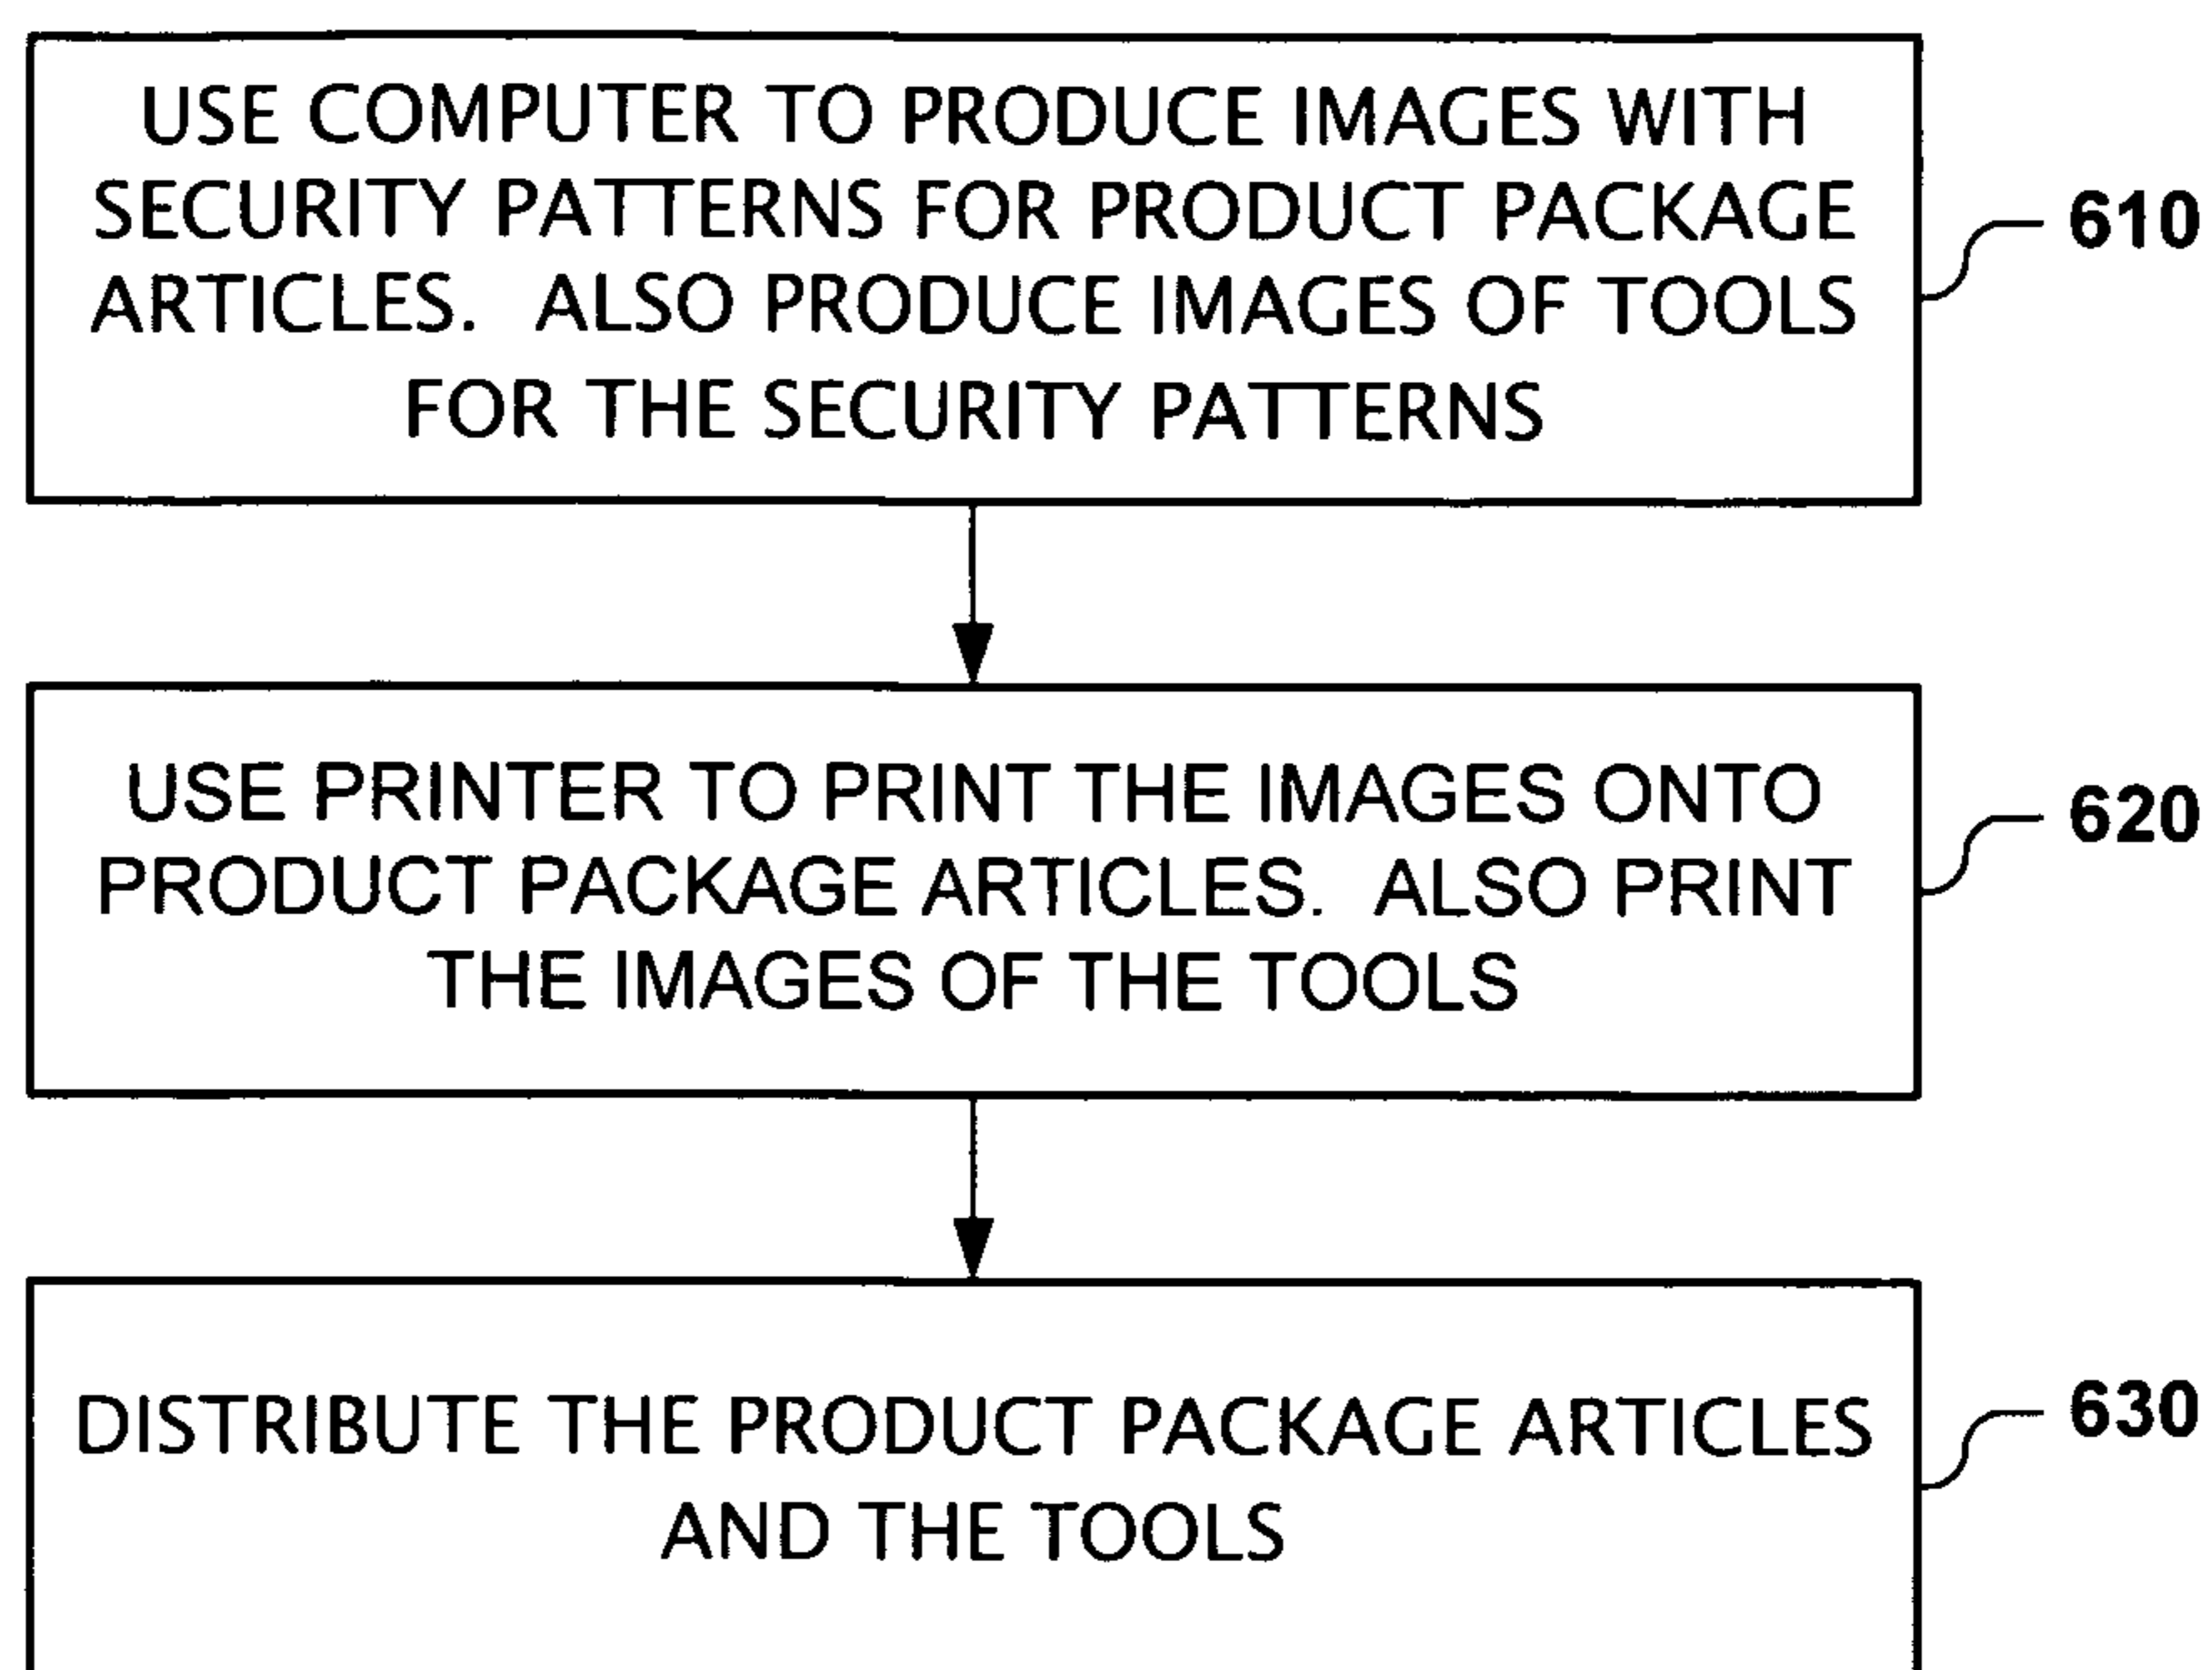 USE COMPUTER TO PRODUCE IMAGES WITH
SECURITY PATTERNS FOR PRODUCT PACKAGE
ARTICLES. ALSO PRODUCE IMAGES OF TOOLS
FOR THE SECURITY PATTERNS
610
USE PRINTER TO PRINT THE IMAGES ONTO
PRODUCT PACKAGE ARTICLES. ALSO PRINT
THE IMAGES OF THE TOOLS
620
DISTRIBUTE THE PRODUCT PACKAGE ARTICLES
AND THE TOOLS
630